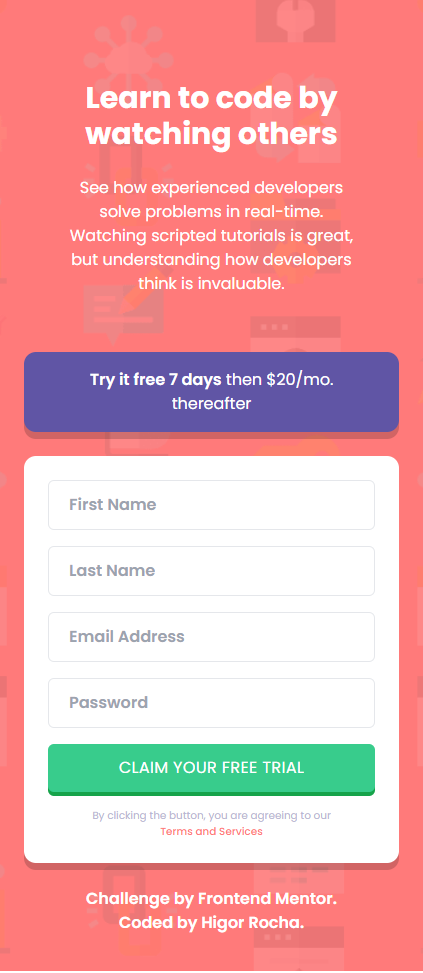 Learn to code by
watching others
See how experienced developers
solve problems in real-time.
Watching scripted tutorials is great,
but understanding how developers
think is invaluable.
Try it free 7 days then $20/mo.
thereafter
First Name
Last Name
Email Address
Password
CLAIM YOUR FREE TRIAL
By clicking the button, you are agreeing to our
Terms and Services
Challenge by Frontend Mentor.
Coded by Higor Rocha.